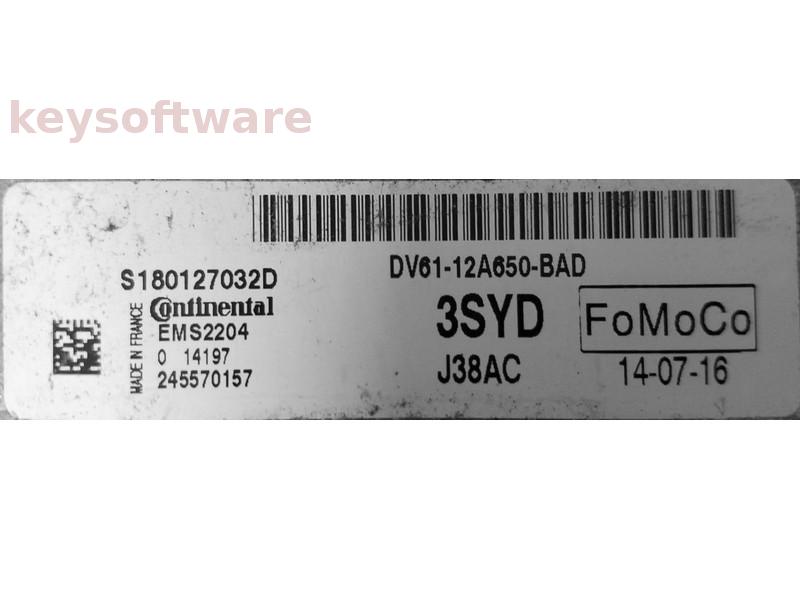 keysoftware
DV61-12A650-BAD
S180127032D
Continental
EMS2204
0 14197
245570157
MADE IN FRANCE
3SYD
J38AC
FoMoCo
14-07-16